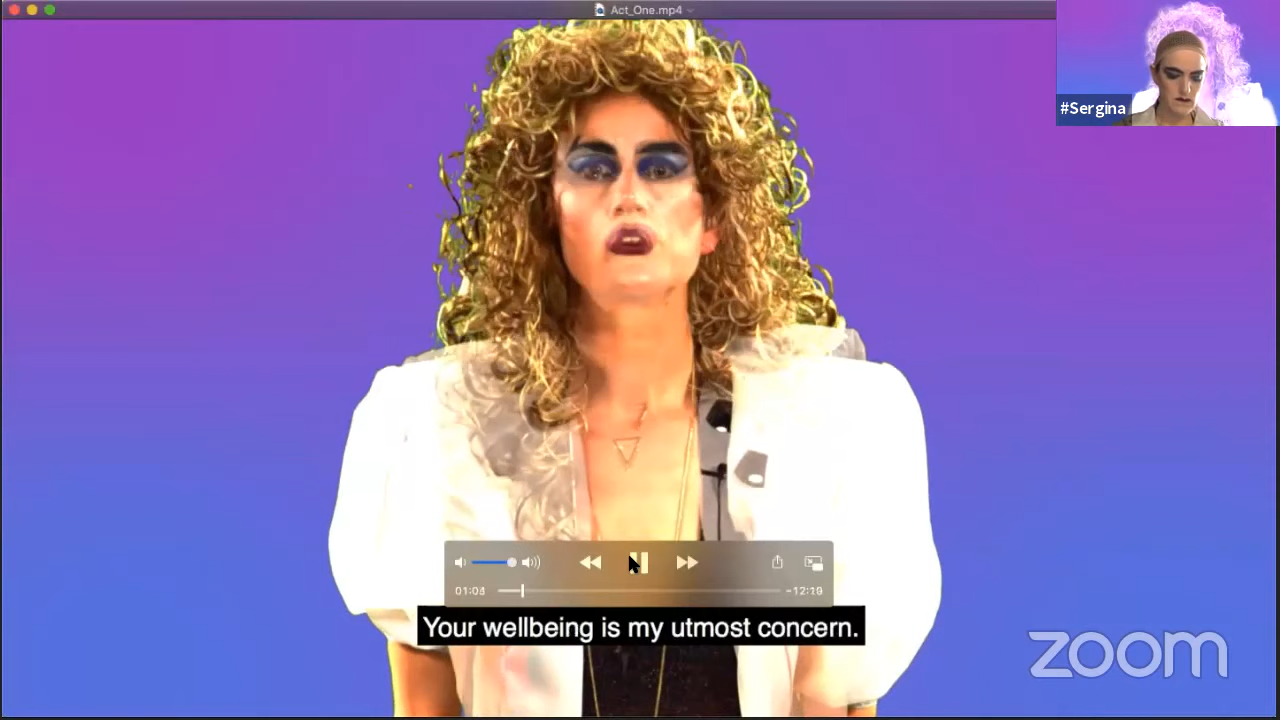 Act_One.mp4
#Sergina
01:03
-12:19
Your wellbeing is my utmost concern.
zoom